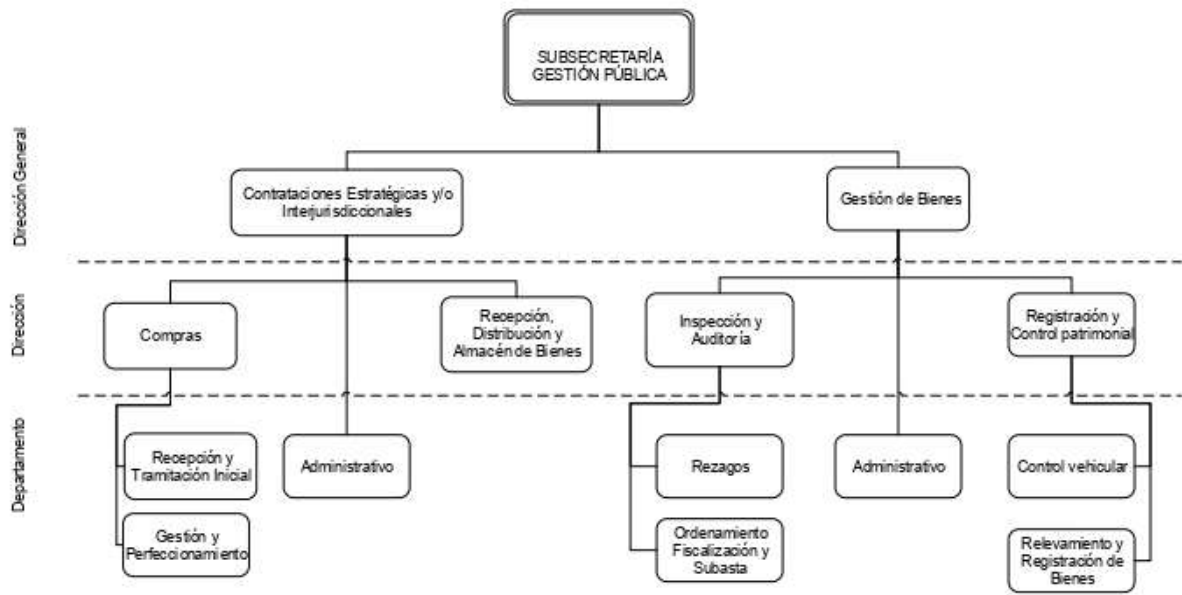 SUBSECRETARÍA
GESTIÓN PÚBLICA
Dirección General
Contrataciones Estratégicas y/o
Interjurisdiccionales
Gestión de Bienes
Dirección
Compras
Recepción,
Distribución y
Almacén de Bienes
Inspección y
Auditoría
Registración y
Control patrimonial
Departamento
Recepción y
Tramitación Inicial
Administrativo
Rezagos
Administrativo
Control vehicular
Gestión y
Perfeccionamiento
Ordenamiento
Fiscalización y
Subasta
Relevamiento y
Registración de
Bienes